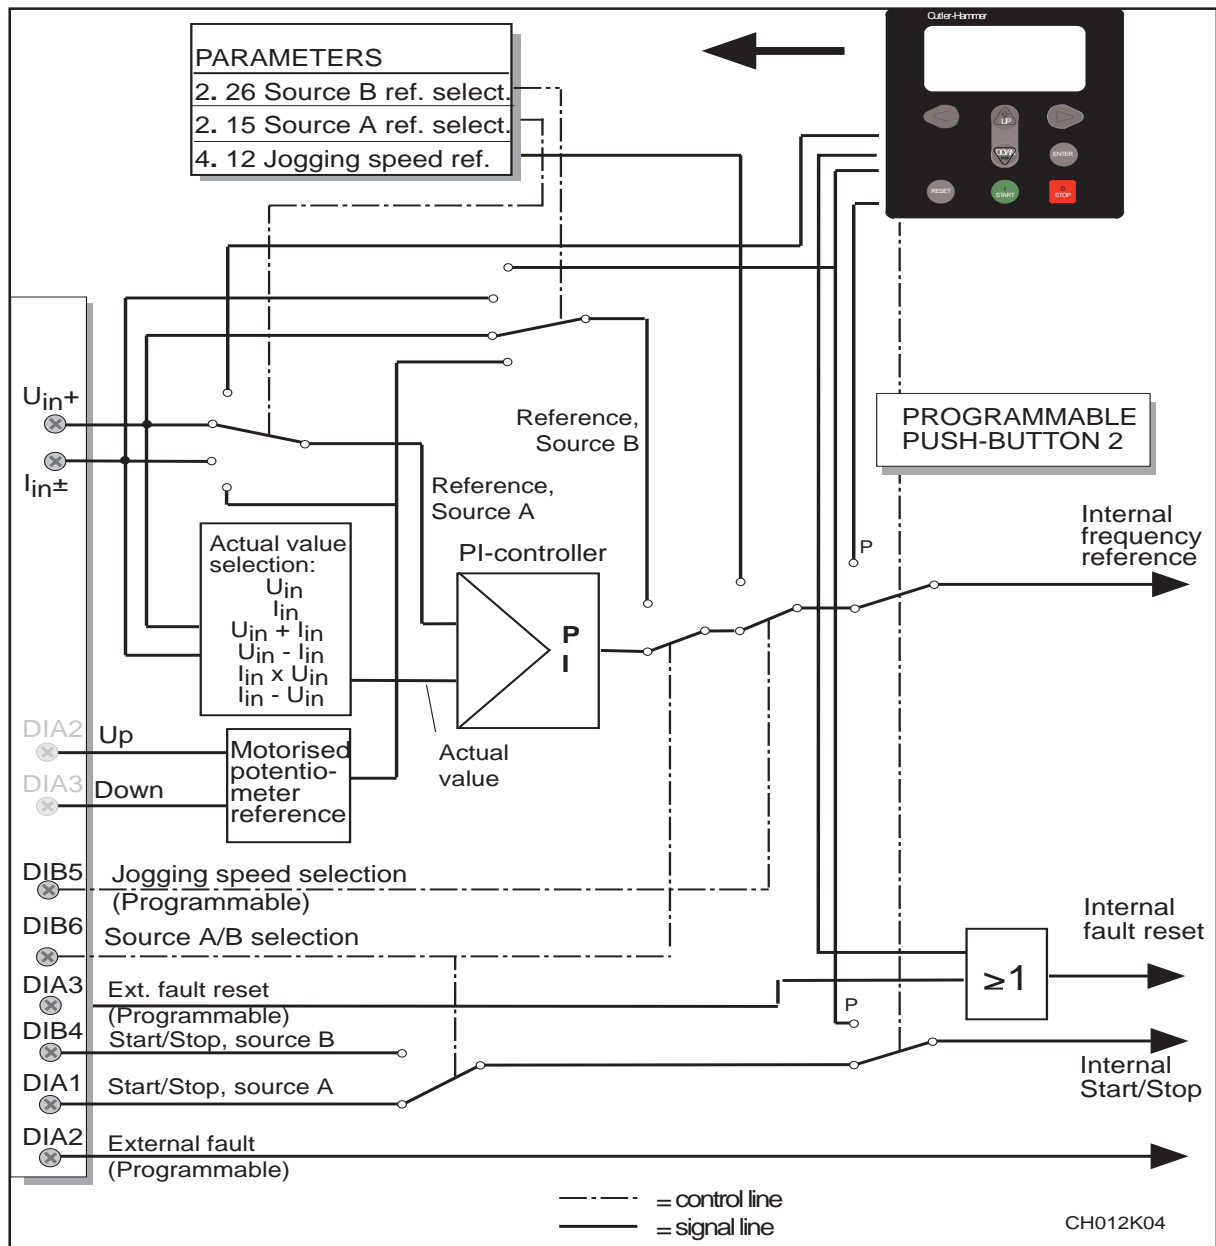 Cutler-Hammer
PARAMETERS
2. 26 Source B ref. select.
2. 15 Source A ref. select.
4. 12 Jogging speed ref.
UP
DOWN
ENTER
RESET
I
START
O
STOP
Uin+
Iin±
Reference,
Source B
PROGRAMMABLE
PUSH-BUTTON 2
Reference,
Source A
Internal
frequency
reference
P
Actual value
selection:
Uin
Iin
Uin + Iin
Uin - Iin
Iin x Uin
Iin - Uin
PI-controller
P
I
DIA2
Up
DIA3
Down
Motorised
potentio-
meter
reference
Actual
value
DIB5
Jogging speed selection
(Programmable)
DIB6
Source A/B selection
Internal
fault reset
≥1
DIA3
Ext. fault reset
(Programmable)
P
DIB4
Start/Stop, source B
DIA1
Start/Stop, source A
Internal
Start/Stop
DIA2
External fault
(Programmable)
= control line
= signal line
CH012K04